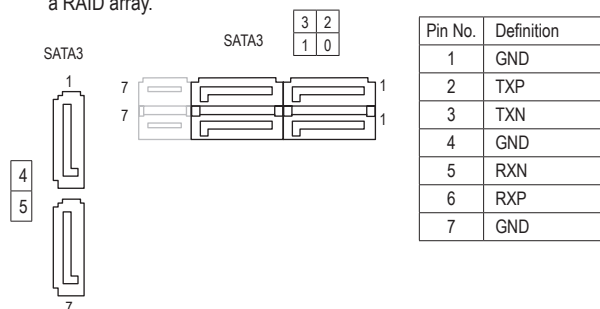 a RAID array.
SATA3
3 2
1 0
SATA3
1
7 1
7 1
4
5
7
Pin No. Definition
1 GND
2 TXP
3 TXN
4 GND
5 RXN
6 RXP
7 GND